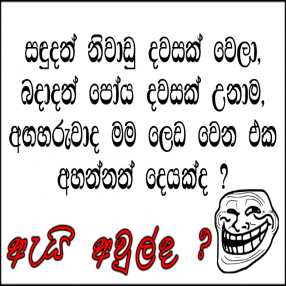 සඳුදත් නිවාඩු දවසක් වෙලා,
බදාදත් පෝය දවසක් උනාම,
අඟහරුවාද මම ලෙඩ වෙන එක
අහන්නත් දෙයක්ද ?
ඇයි අවුල්ද ?